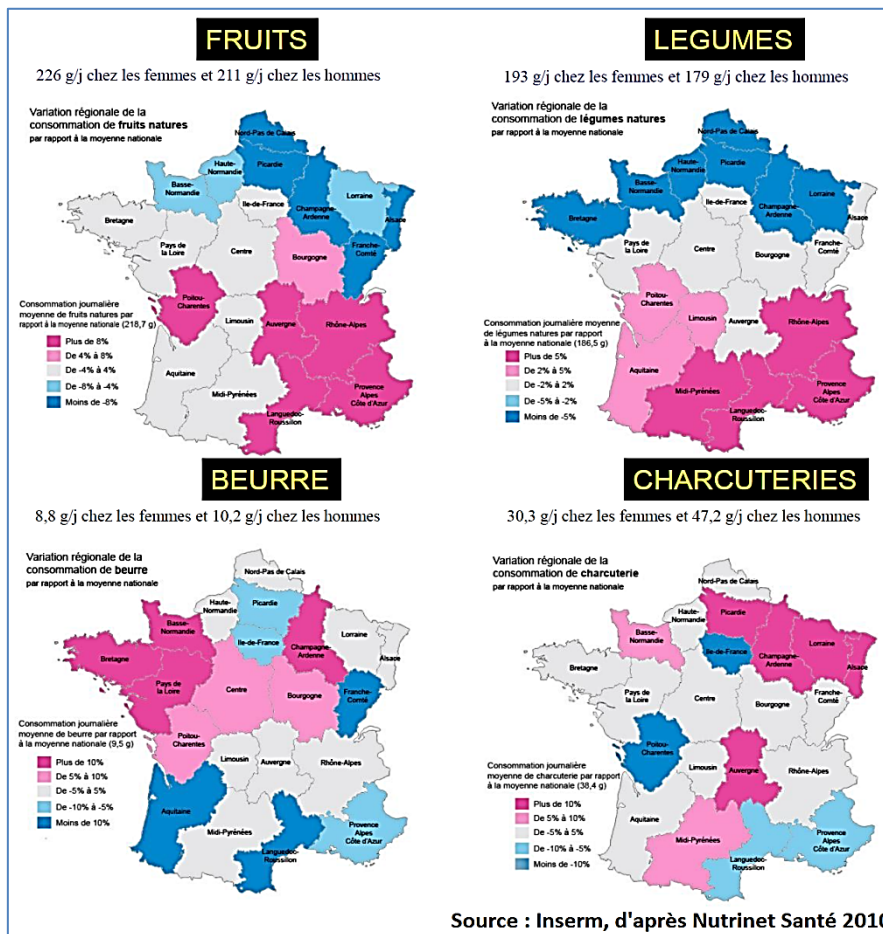 FRUITS
226 g/j chez les femmes et 211 g/j chez les hommes
Variation régionale de la
consommation de fruits natures
par rapport à la moyenne nationale
Nord-Pas de Calais
Haute-
Normandie
Picardie
Basse-
Normandie
Lorraine
Ile-de-France
Champagne-
Ardenne
Alsace
Bretagne
Pays de
la Loire
Centre
Bourgogne
Franche-
Comté
Poitou-
Charentes
Limousin
Auvergne
Rhône-Alpes
Aquitaine
Midi-Pyrénées
Languedoc-
Roussillon
Provence
Alpes
Côte d'Azur
Consommation journalière
moyenne de fruits natures par
rapport à la moyenne nationale (218,7 g)
Plus de 8%
De 4% à 8%
De -4% à 4%
De -8% à -4%
Moins de -8%
LEGUMES
193 g/j chez les femmes et 179 g/j chez les hommes
Variation régionale de la
consommation de légumes natures
par rapport à la moyenne nationale
Nord-Pas de Calais
Haute-
Normandie
Picardie
Basse-
Normandie
Lorraine
Ile-de-France
Champagne-
Ardenne
Alsace
Bretagne
Pays de
la Loire
Centre
Bourgogne
Franche-
Comté
Poitou-
Charentes
Limousin
Auvergne
Rhône-Alpes
Aquitaine
Midi-Pyrénées
Languedoc-
Roussillon
Provence
Alpes
Côte d'Azur
Consommation journalière moyenne
de légumes natures par rapport
à la moyenne nationale (186,5 g)
Plus de 5%
De 2% à 5%
De -2% à 2%
De -5% à -2%
Moins de -5%
BEURRE
8,8 g/j chez les femmes et 10,2 g/j chez les hommes
Variation régionale de la
consommation de beurre
par rapport à la moyenne nationale
Nord-Pas de Calais
Haute-
Normandie
Picardie
Basse-
Normandie
Lorraine
Ile-de-France
Champagne-
Ardenne
Alsace
Bretagne
Pays de
la Loire
Centre
Bourgogne
Franche-
Comté
Poitou-
Charentes
Limousin
Auvergne
Rhône-Alpes
Aquitaine
Midi-Pyrénées
Languedoc-
Roussillon
Provence
Alpes
Côte d'Azur
Consommation journalière
moyenne de beurre par rapport
à la moyenne nationale (9,5 g)
Plus de 10%
De 5% à 10%
De -5% à 5%
De -10% à -5%
Moins de 10%
CHARCUTERIES
30,3 g/j chez les femmes et 47,2 g/j chez les hommes
Variation régionale de la
consommation de charcuterie
par rapport à la moyenne nationale
Nord-Pas de Calais
Haute-
Normandie
Picardie
Basse-
Normandie
Lorraine
Ile-de-France
Champagne-
Ardenne
Alsace
Bretagne
Pays de
la Loire
Centre
Bourgogne
Franche-
Comté
Poitou-
Charentes
Limousin
Auvergne
Rhône-Alpes
Aquitaine
Midi-Pyrénées
Languedoc-
Roussillon
Provence
Alpes
Côte d'Azur
Consommation journalière
moyenne de charcuterie par rapport
à la moyenne nationale (38,4 g)
Plus de 10%
De 5% à 10%
De -5% à 5%
De -10% à -5%
Moins de -10%
Source : Inserm, d'après Nutrinet Santé 2010